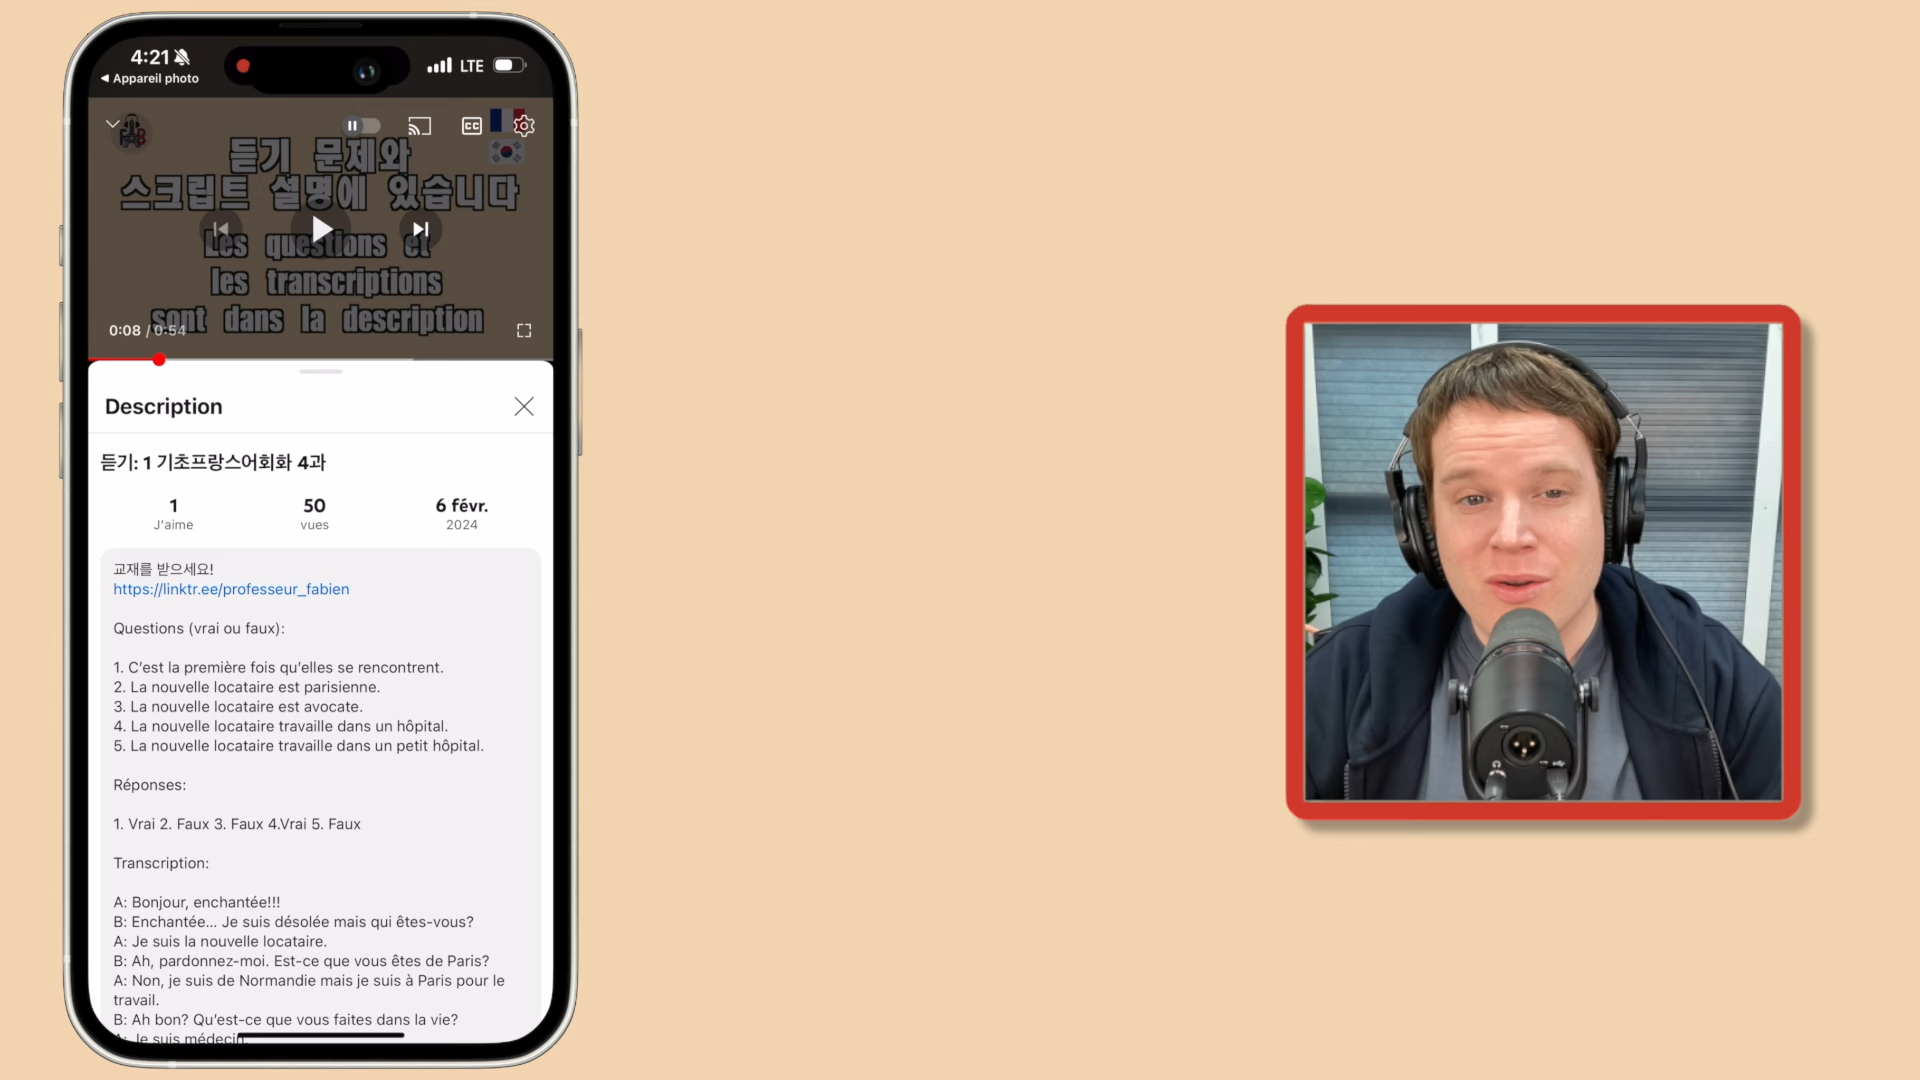 4:21
LTE
Appareil photo
듣기 문제와
스크립트 설명에 있습니다
Les questions et
les transcriptions
sont dans la description
0:08 / 0:54
Description
듣기: 1 기초프랑스어회화 4과
1
J'aime
50
vues
6 févr.
2024
교재를 받으세요!
https://linktr.ee/professeur_fabien
Questions (vrai ou faux):
1. C'est la première fois qu'elles se rencontrent.
2. La nouvelle locataire est parisienne.
3. La nouvelle locataire est avocate.
4. La nouvelle locataire travaille dans un hôpital.
5. La nouvelle locataire travaille dans un petit hôpital.
Réponses:
1. Vrai 2. Faux 3. Faux 4.Vrai 5. Faux
Transcription:
A: Bonjour, enchantée!!!
B: Enchantée... Je suis désolée mais qui êtes-vous?
A: Je suis la nouvelle locataire.
B: Ah, pardonnez-moi. Est-ce que vous êtes de Paris?
A: Non, je suis de Normandie mais je suis à Paris pour le
travail.
B: Ah bon? Qu'est-ce que vous faites dans la vie?
A: Je suis médecin.